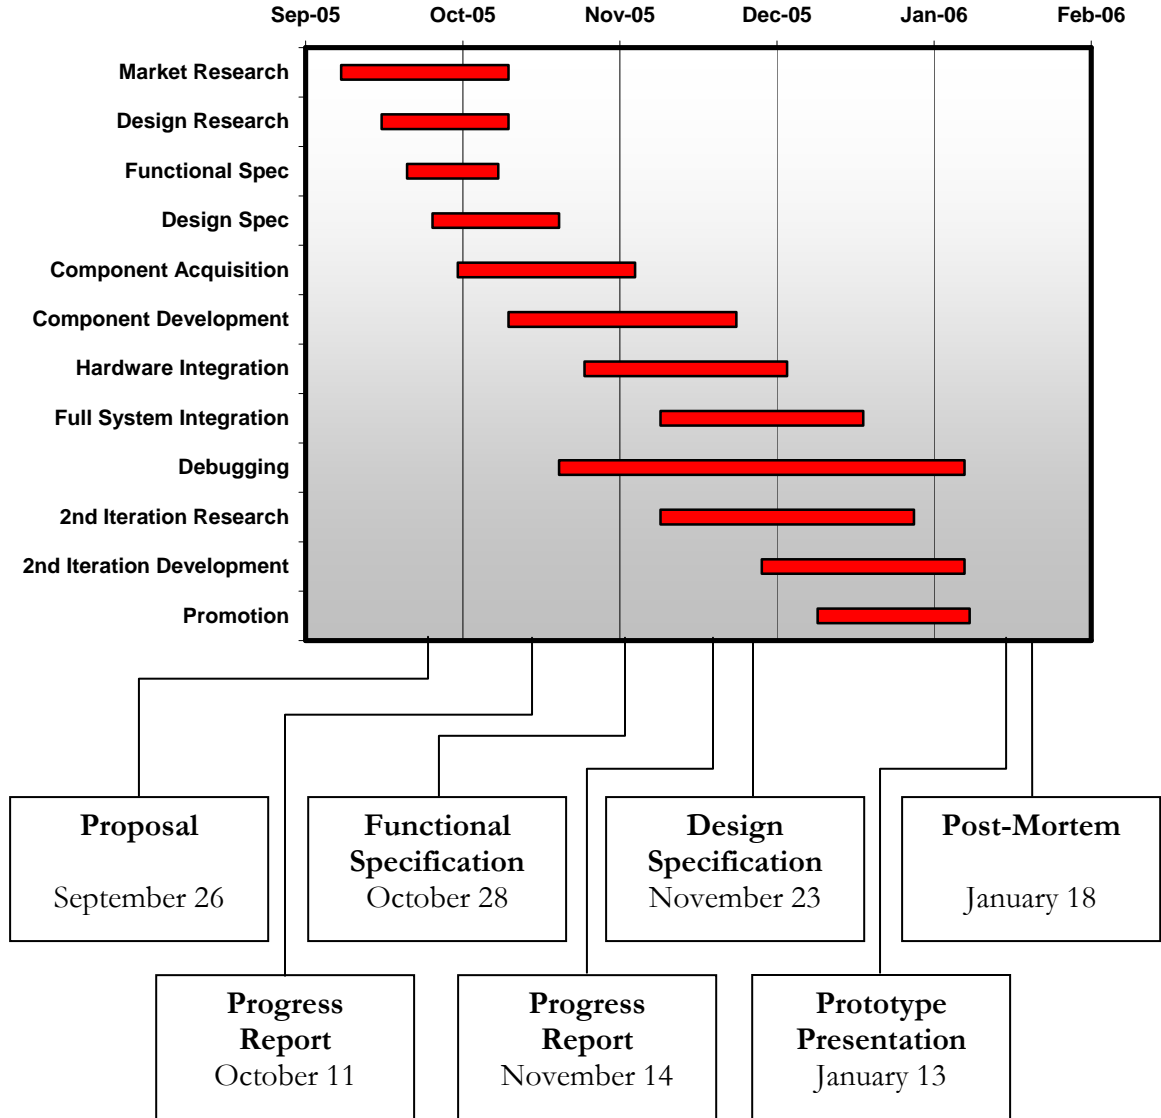 Sep-05 Oct-05 Nov-05 Dec-05 Jan-06 Feb-06
Market Research
Design Research
Functional Spec
Design Spec
Component Acquisition
Component Development
Hardware Integration
Full System Integration
Debugging
2nd Iteration Research
2nd Iteration Development
Promotion
Proposal
September 26
Functional
Specification
October 28
Design
Specification
November 23
Post-Mortem
January 18
Progress
Report
October 11
Progress
Report
November 14
Prototype
Presentation
January 13